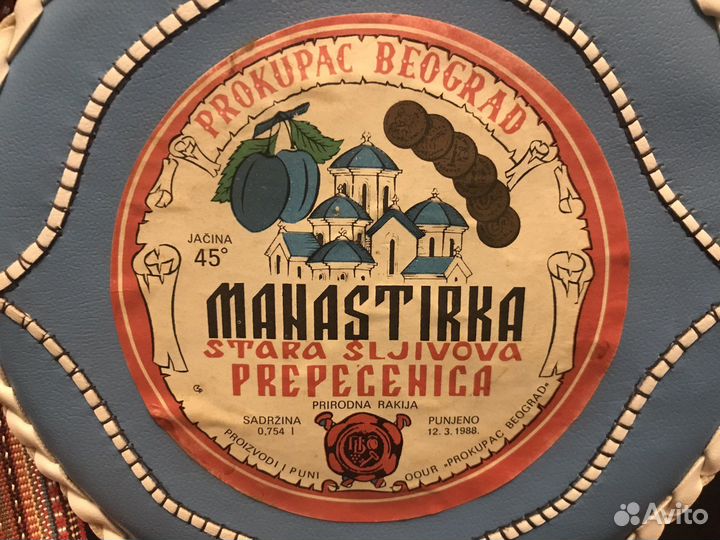 PROKUPAC BEOGRAD
JAČINA
45°
MANASTIRKA
STARA ŠLJIVOVA
PREPEČENICA
PRIRODNA RAKIJA
SADRŽINA
0,754 l
PUNJENO
12. 3. 1988.
PROIZVODI I PUNI OOUR »PROKUPAC BEOGRAD«
Avito